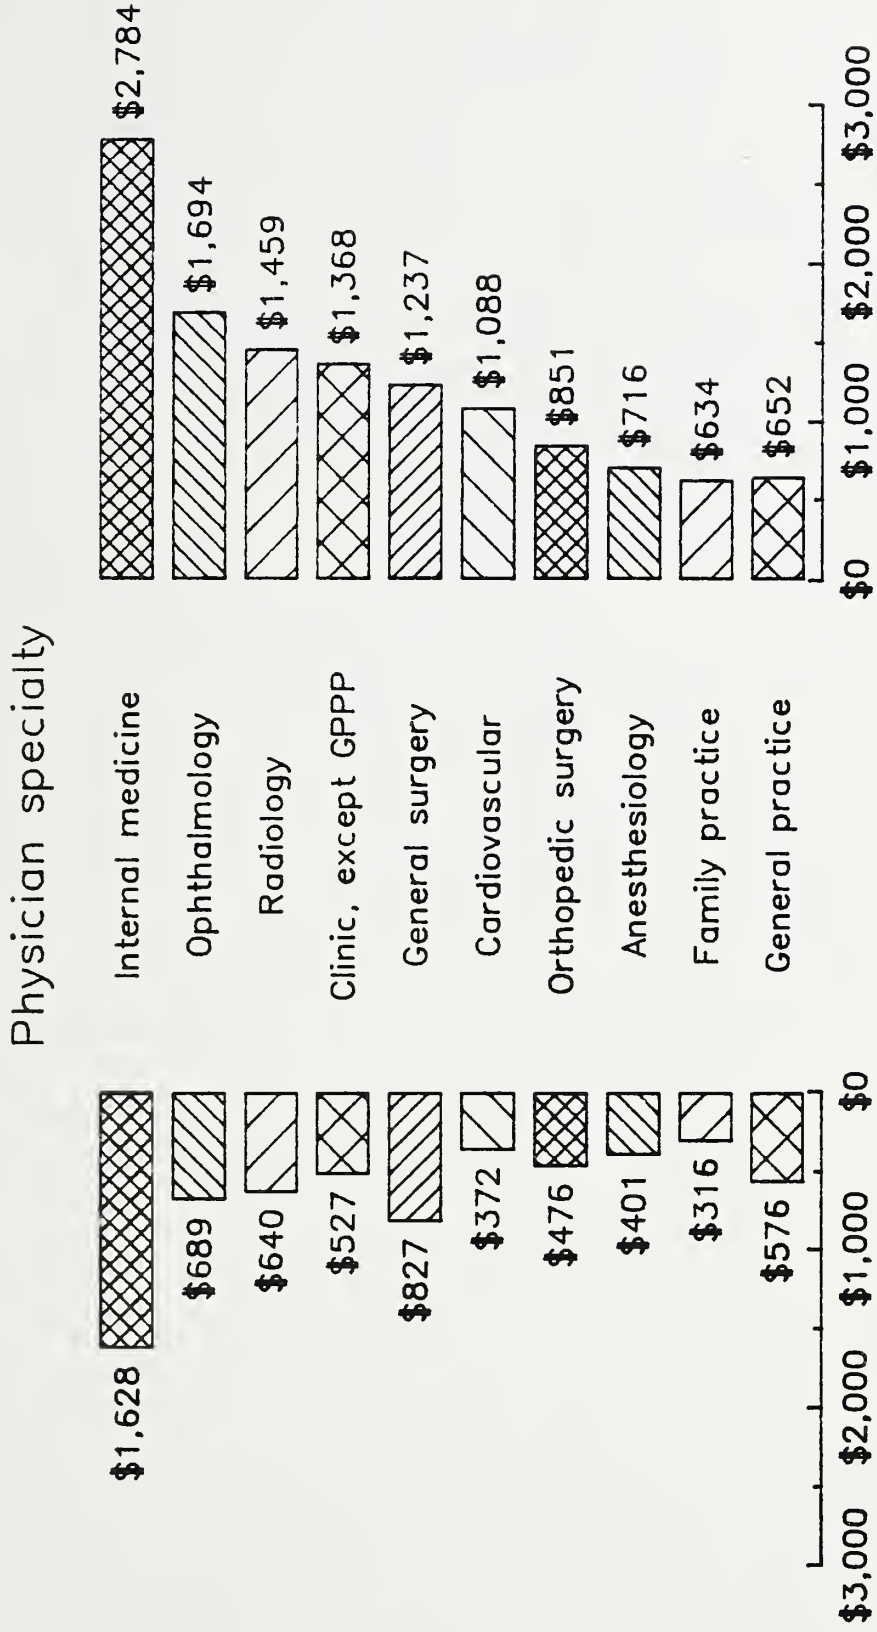 Physician specialty
$1,628 Internal medicine $2,784
$689 Ophthalmology $1,694
$640 Radiology $1,459
$527 Clinic, except GPPP $1,368
$827 General surgery $1,237
$372 Cardiovascular $1,088
$476 Orthopedic surgery $851
$401 Anesthesiology $716
$316 Family practice $634
$576 General practice $652
$3,000 $2,000 $1,000 $0 $0 $1,000 $2,000 $3,000